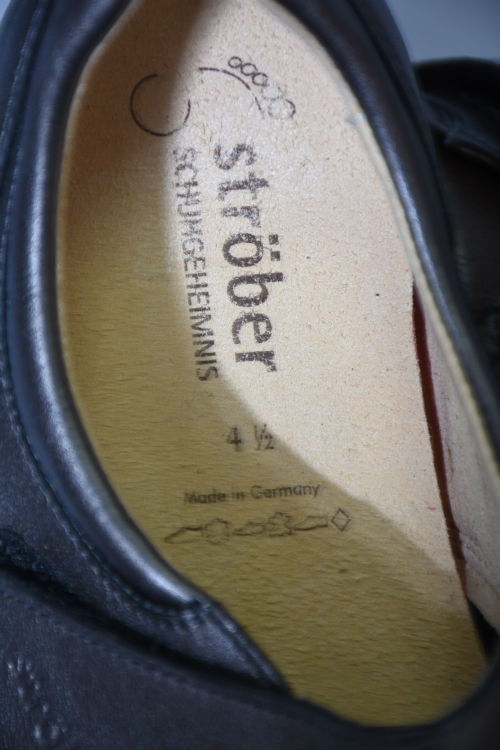 ströber
SCHUHGEHEIMNIS
4 ½
Made in Germany